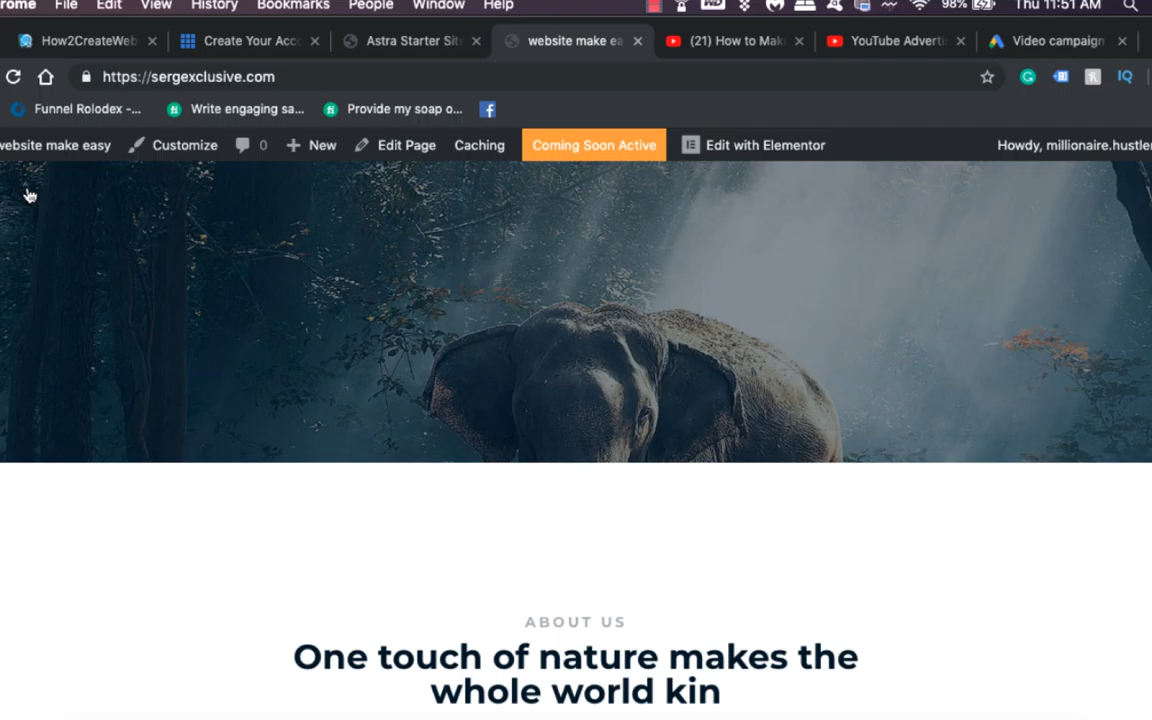 rome File Edit View History Bookmarks People Window Help 98% Thu 11:51 AM
How2CreateWeb Create Your Acc Astra Starter Sit website make ea (21) How to Mak YouTube Adverti Video campaign
https://sergexclusive.com IQ
Funnel Rolodex -... Write engaging sa... Provide my soap o...
website make easy Customize 0 New Edit Page Caching Coming Soon Active Edit with Elementor Howdy, millionaire.hustler
ABOUT US
One touch of nature makes the
whole world kin